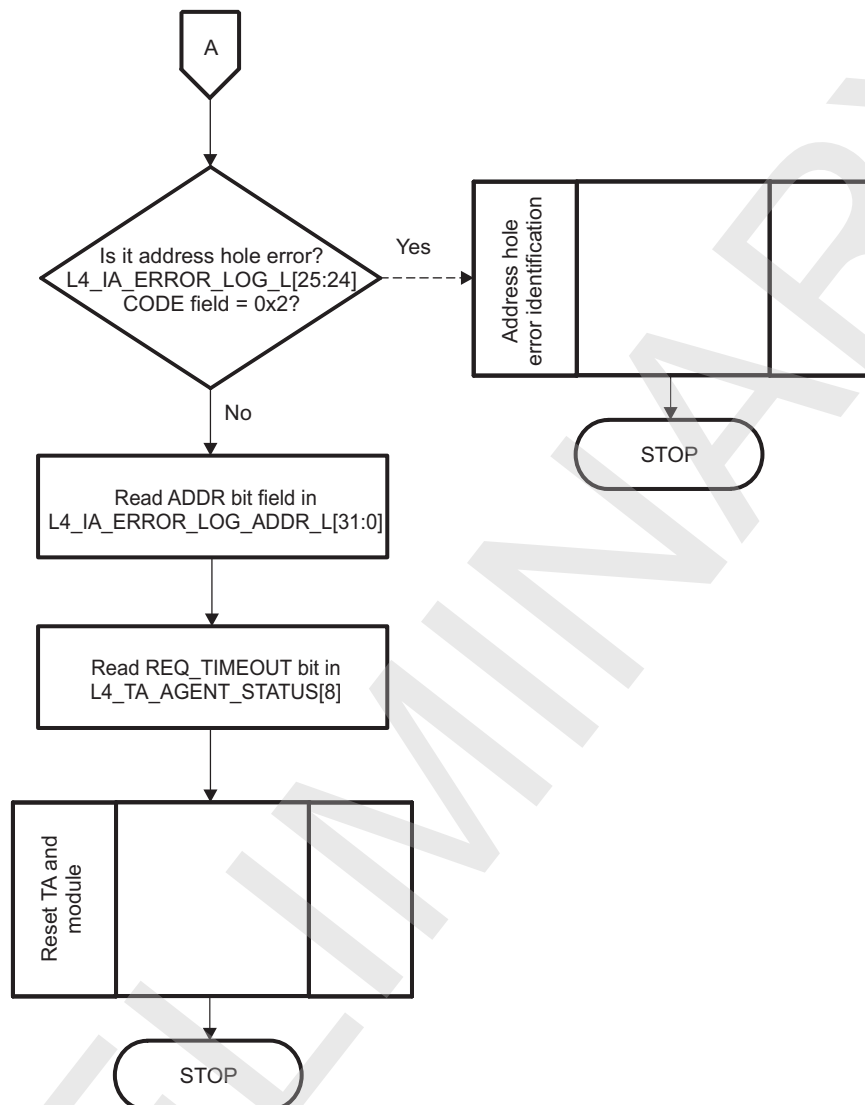 A
Is it address hole error?
L4_IA_ERROR_LOG_L[25:24]
CODE field = 0x2?
Yes
Address hole
error identification
No
STOP
Read ADDR bit field in
L4_IA_ERROR_LOG_ADDR_L[31:0]
Read REQ_TIMEOUT bit in
L4_TA_AGENT_STATUS[8]
Reset TA and
module
STOP